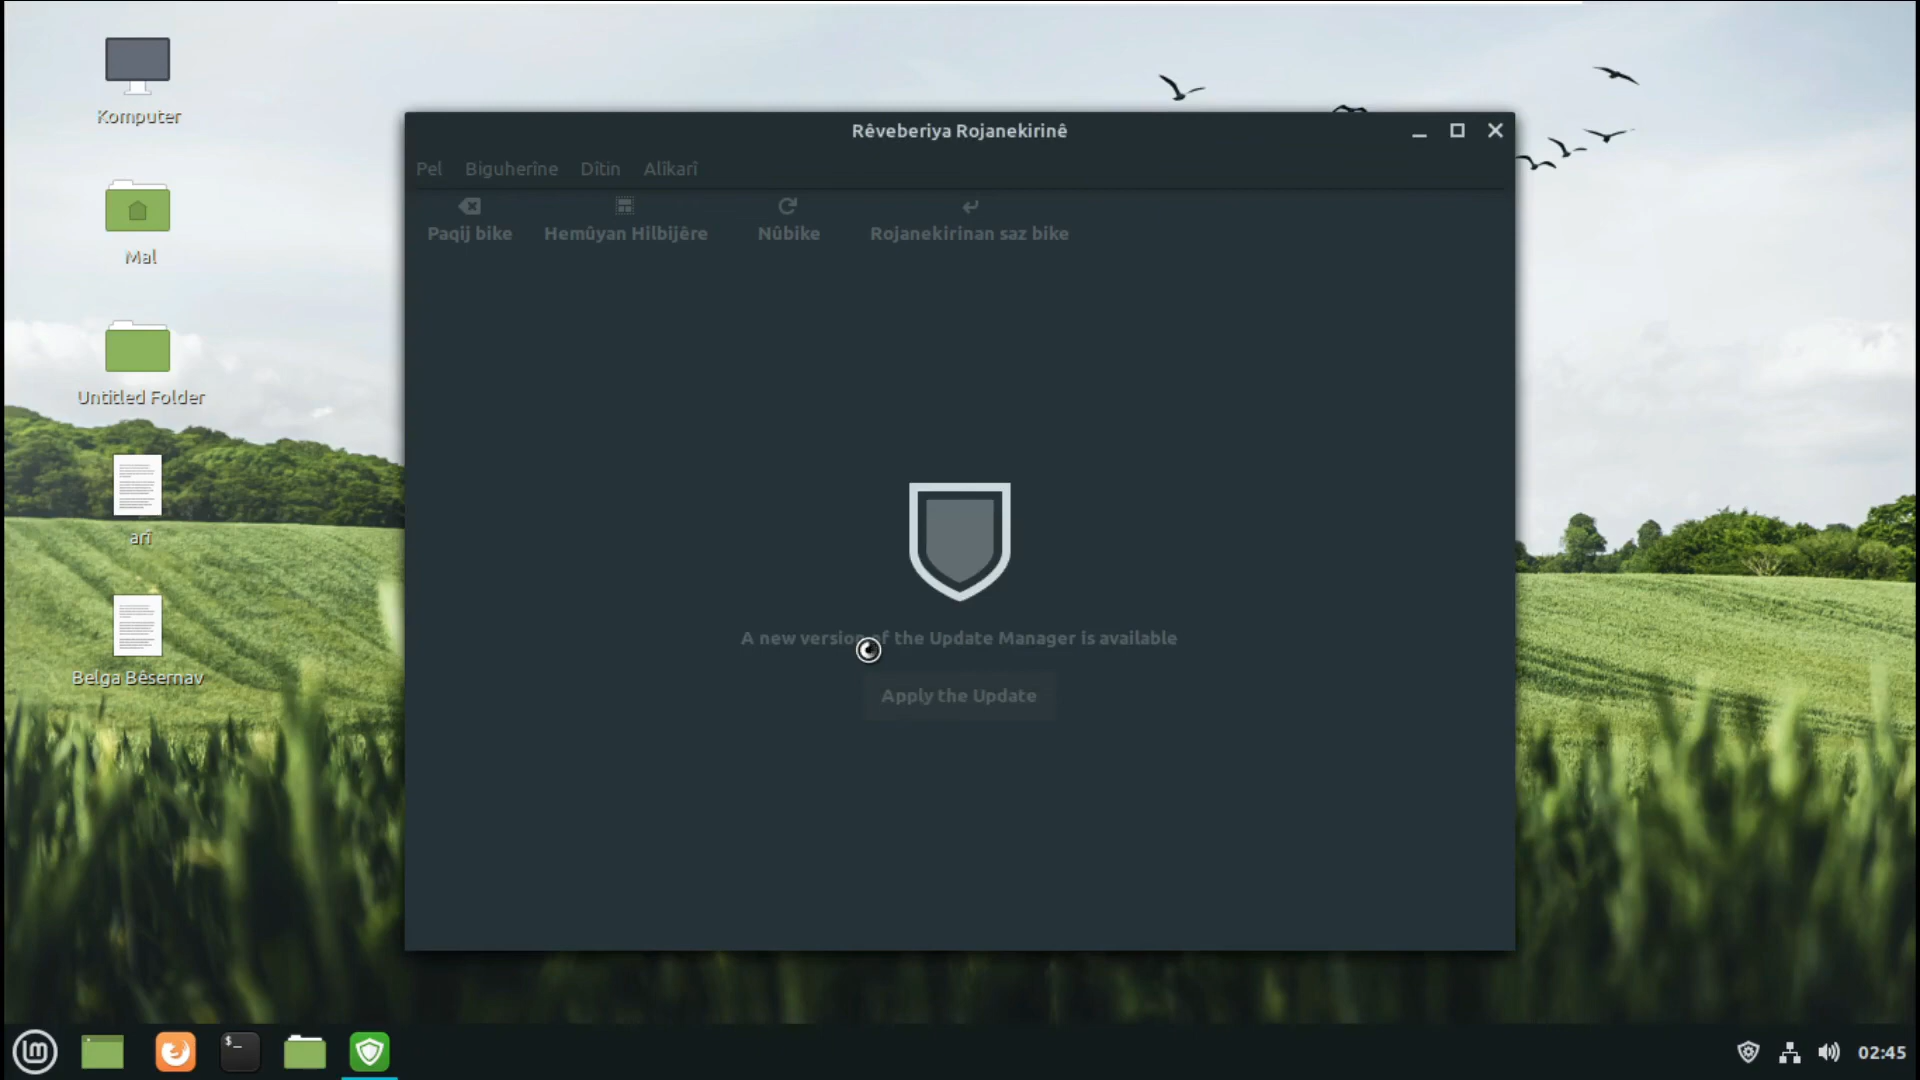 Komputer
Mal
Untitled Folder
arî
Belga Bêsernav
Rêveberiya Rojanekirinê
Pel Biguherîne Dîtin Alîkarî
Paqij bike Hemûyan Hilbijêre Nûbike Rojanekirinan saz bike
A new version of the Update Manager is available
Apply the Update
$_
02:45